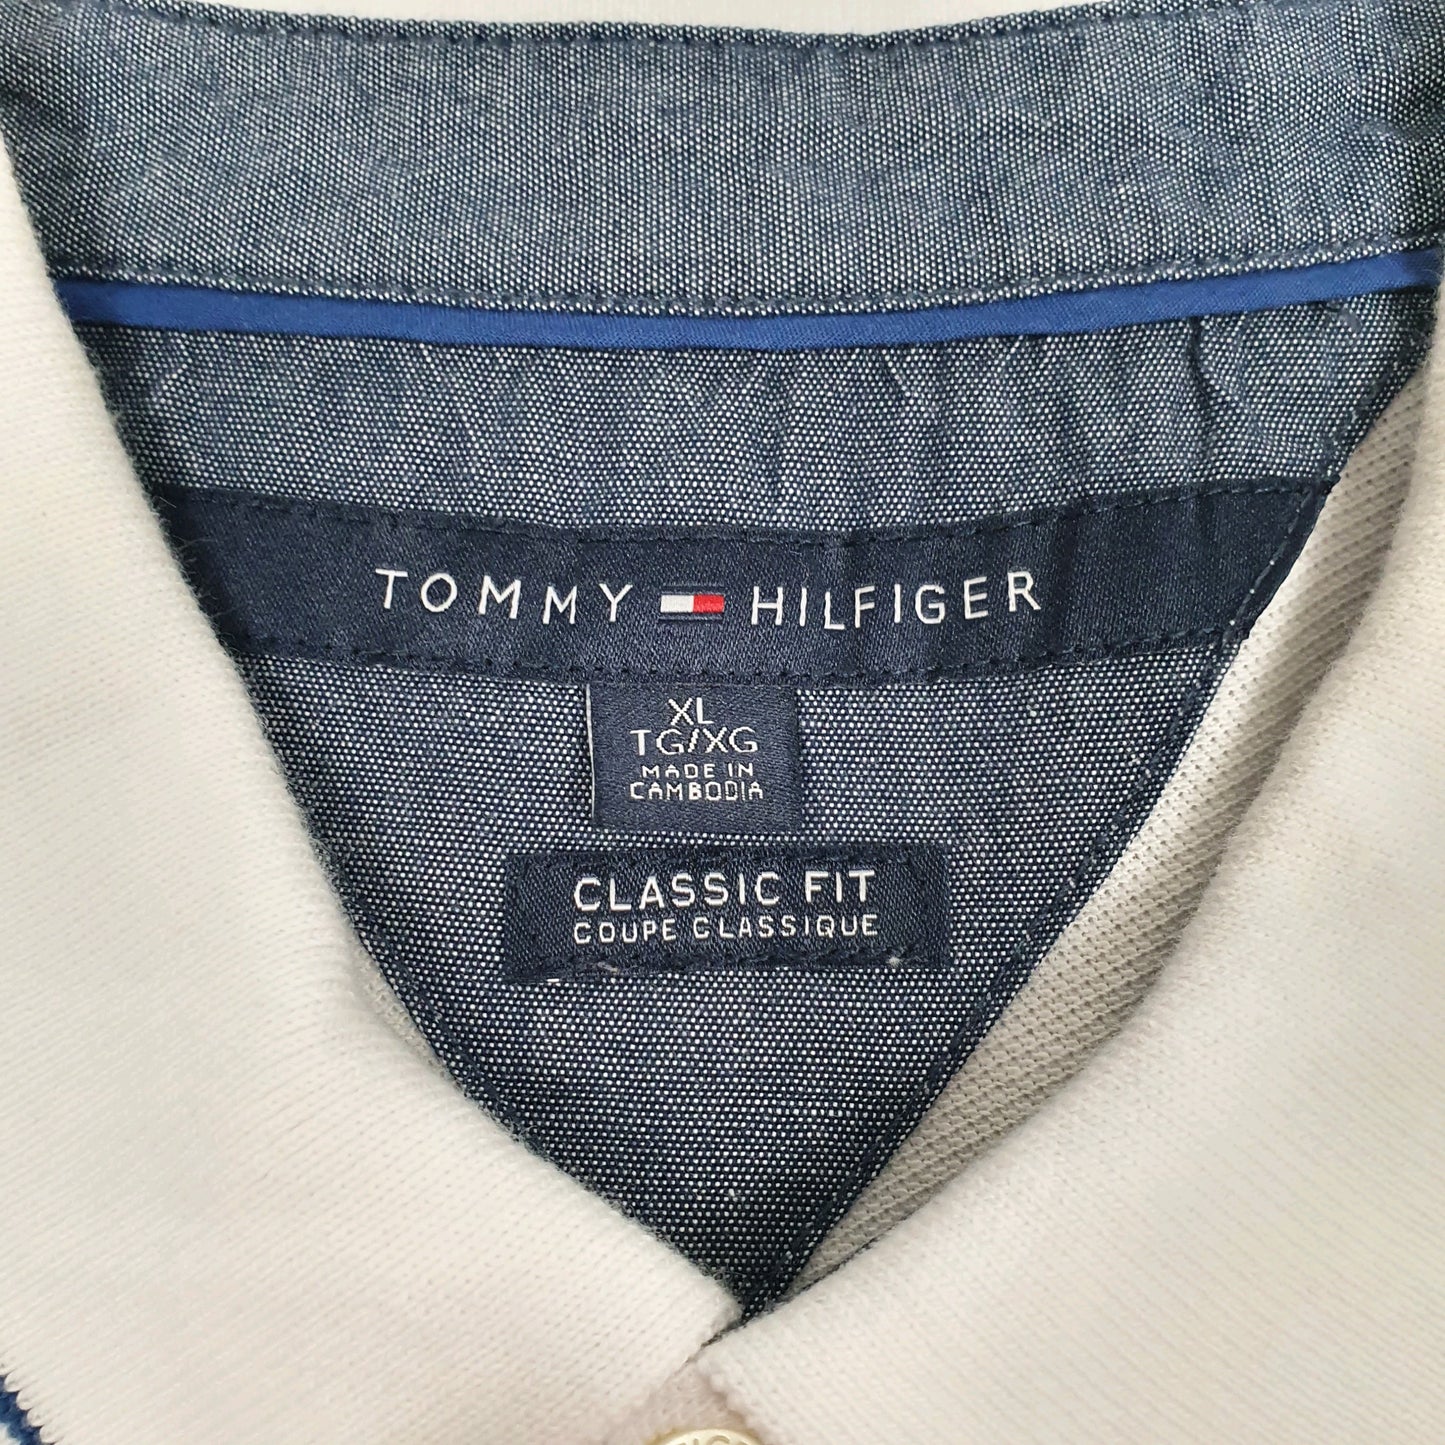 TOMMY HILFIGER
XL
TG/XG
MADE IN
CAMBODIA
CLASSIC FIT
COUPE CLASSIQUE